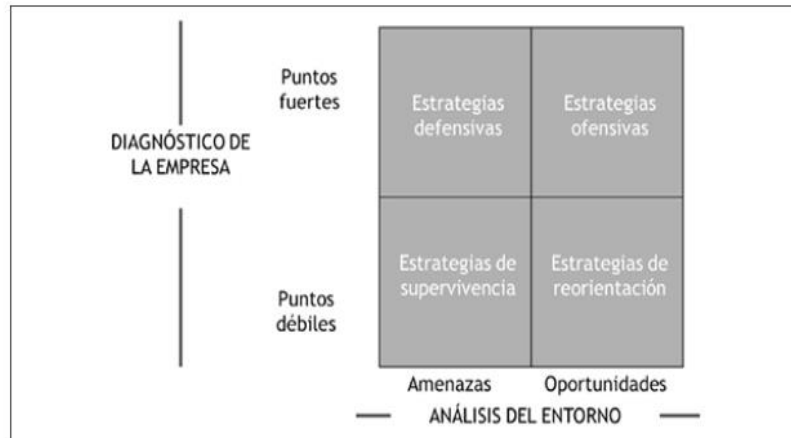 DIAGNÓSTICO DE
LA EMPRESA
Puntos
fuertes
Estrategias
defensivas
Estrategias
ofensivas
Puntos
débiles
Estrategias de
supervivencia
Estrategias de
reorientación
Amenazas
Oportunidades
ANÁLISIS DEL ENTORNO